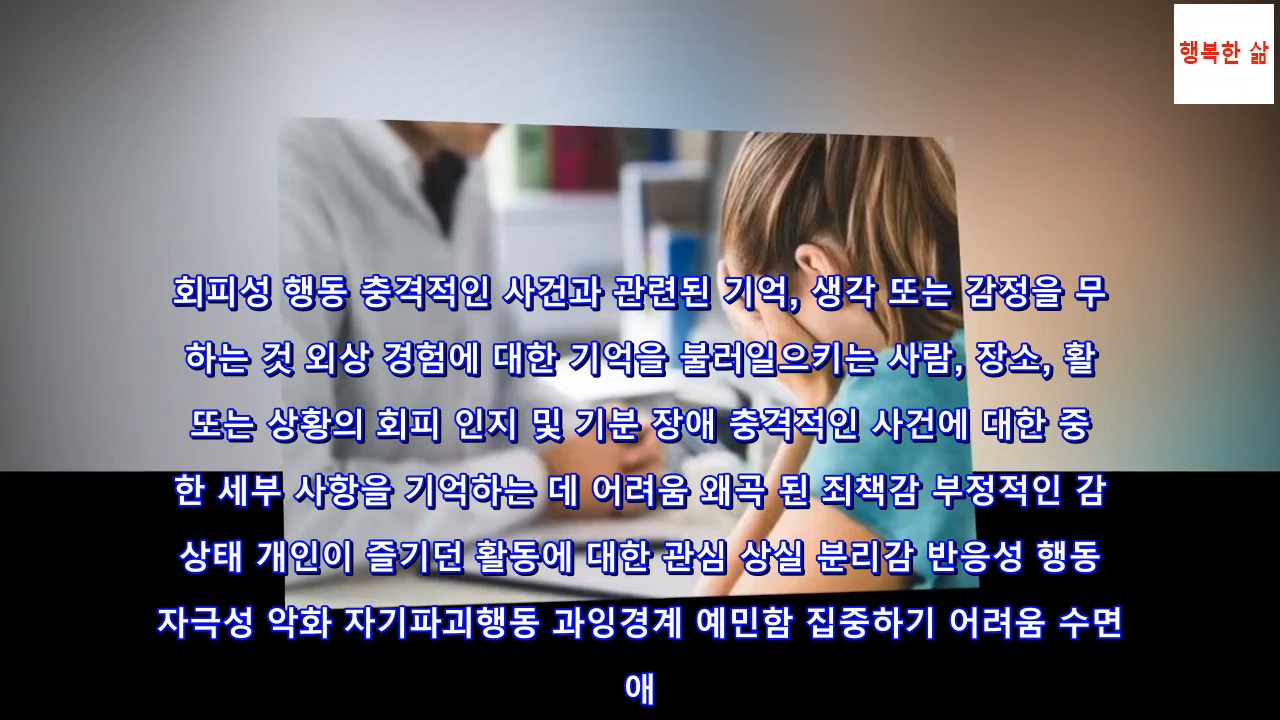 행복한 삶
회피성 행동 충격적인 사건과 관련된 기억, 생각 또는 감정을 무
하는 것 외상 경험에 대한 기억을 불러일으키는 사람, 장소, 활
또는 상황의 회피 인지 및 기분 장애 충격적인 사건에 대한 중
한 세부 사항을 기억하는 데 어려움 왜곡 된 죄책감 부정적인 감
상태 개인이 즐기던 활동에 대한 관심 상실 분리감 반응성 행동
자극성 악화 자기파괴행동 과잉경계 예민함 집중하기 어려움 수면
애